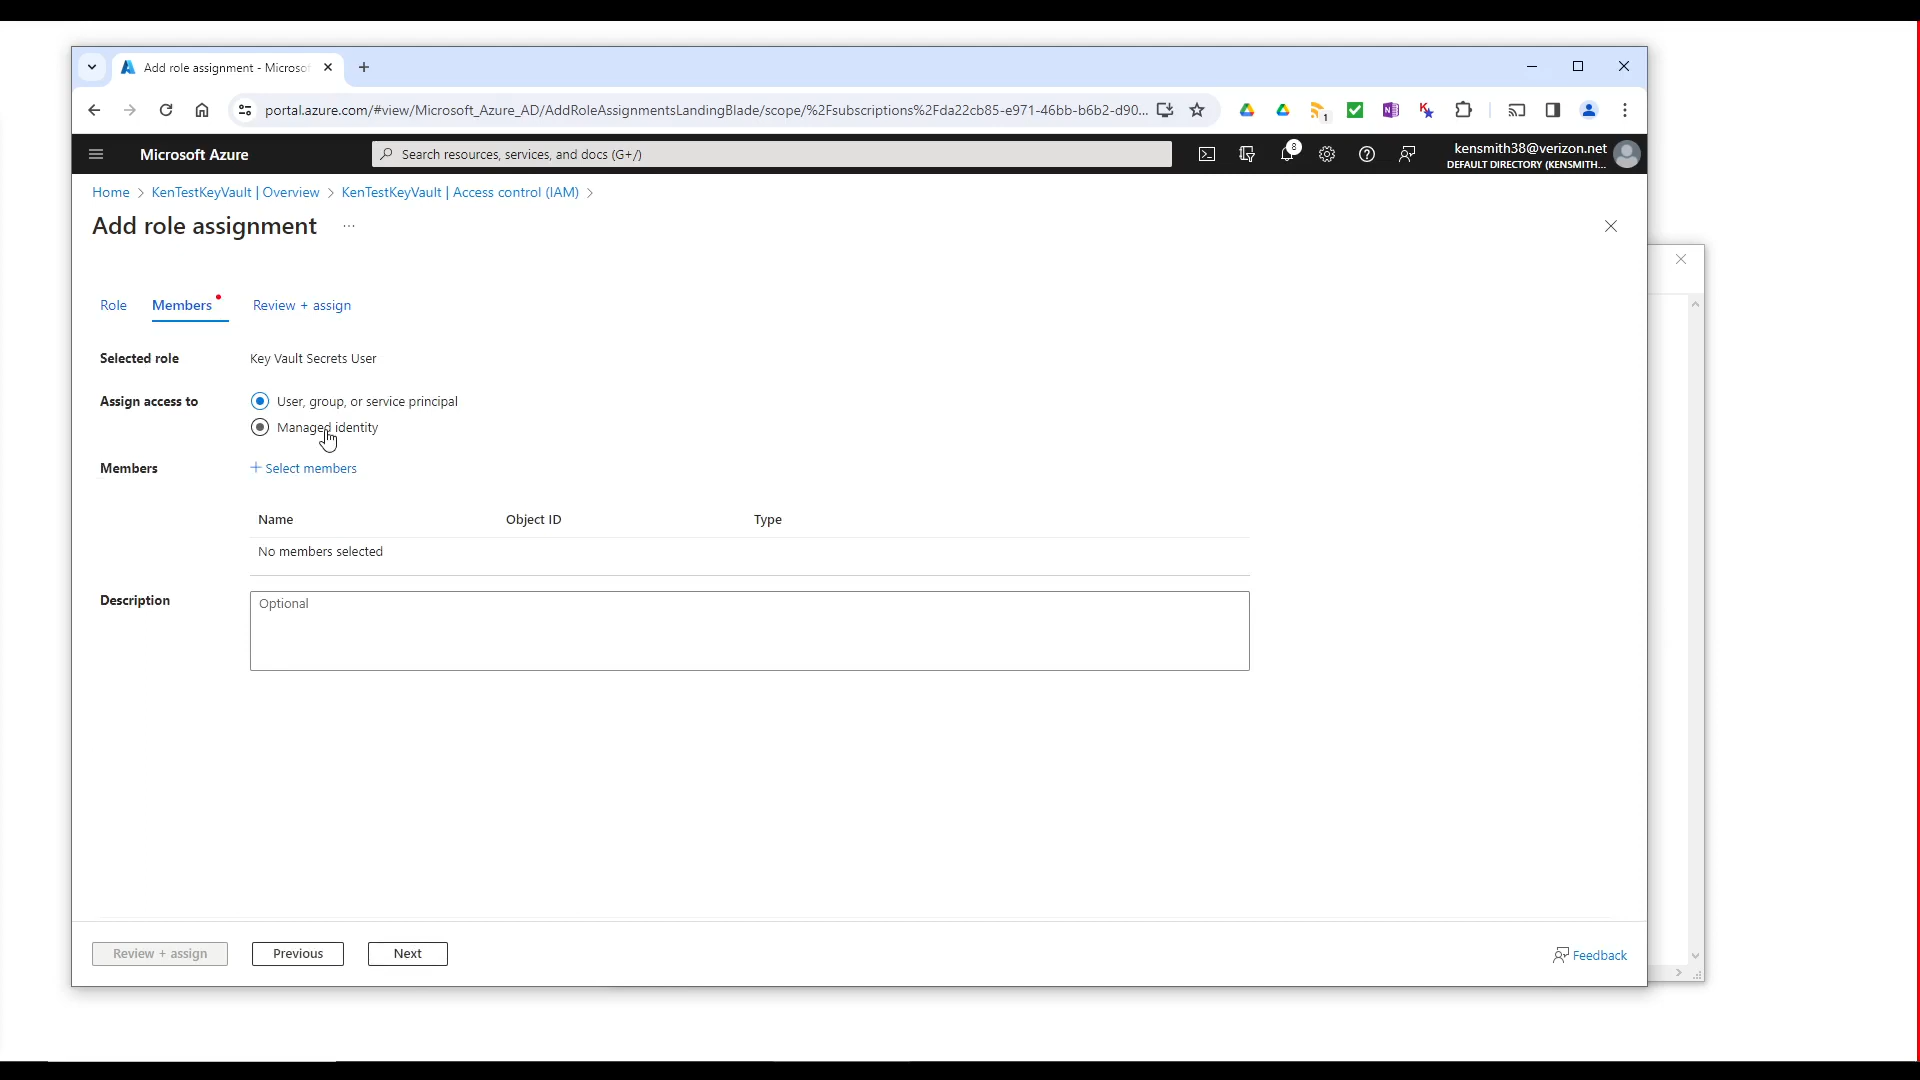 Add role assignment - Microsof
portal.azure.com/#view/Microsoft_Azure_AD/AddRoleAssignmentsLandingBlade/scope/%2Fsubscriptions%2Fda22cb85-e971-46bb-b6b2-d90...
1
Microsoft Azure
Search resources, services, and docs (G+/)
8
kensmith38@verizon.net
DEFAULT DIRECTORY (KENSMITH...
Home > KenTestKeyVault | Overview > KenTestKeyVault | Access control (IAM) >
Add role assignment ...
Role Members Review + assign
Selected role Key Vault Secrets User
Assign access to User, group, or service principal
Managed identity
Members + Select members
Name Object ID Type
No members selected
Description Optional
Review + assign Previous Next Feedback